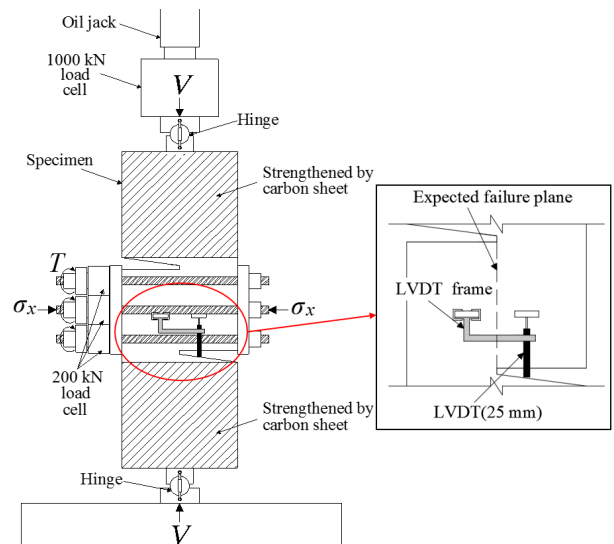 Oil jack
1000 kN
load
cell
V
Hinge
Specimen
Strengthened by
carbon sheet
T
σx
σx
200 kN
load
cell
Strengthened by
carbon sheet
Hinge
V
Expected failure plane
LVDT frame
LVDT(25 mm)